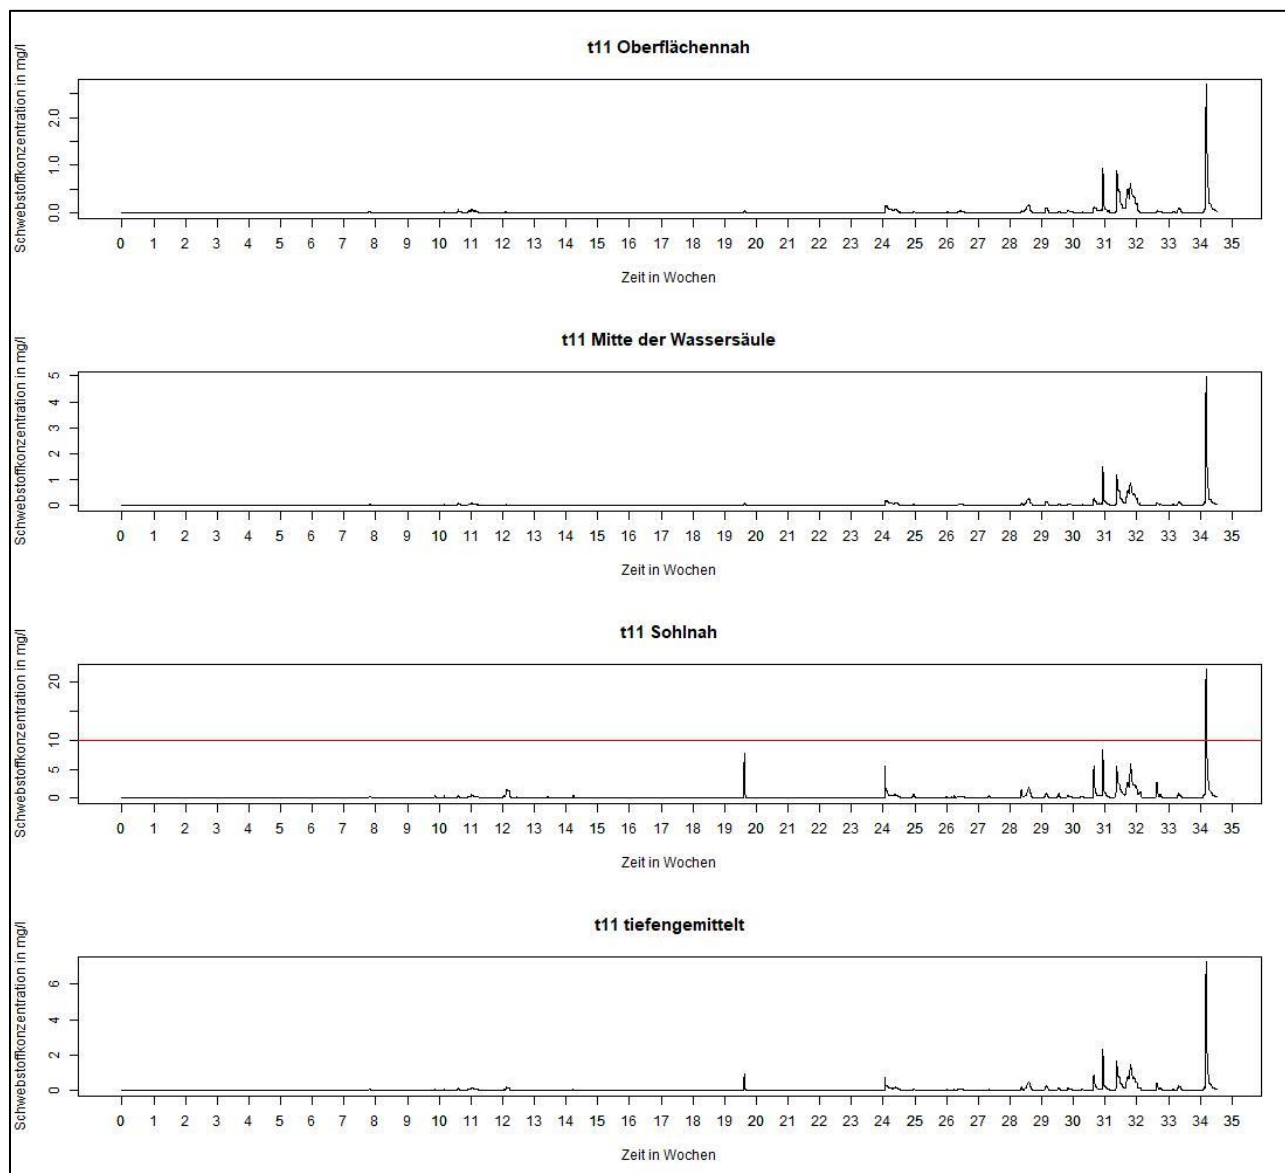 t11 Oberflächennah
Schwebstoffkonzentration in mg/l
2.0
1.0
0.0
0 1 2 3 4 5 6 7 8 9 10 11 12 13 14 15 16 17 18 19 20 21 22 23 24 25 26 27 28 29 30 31 32 33 34 35
Zeit in Wochen
t11 Mitte der Wassersäule
Schwebstoffkonzentration in mg/l
5
4
3
2
1
0
0 1 2 3 4 5 6 7 8 9 10 11 12 13 14 15 16 17 18 19 20 21 22 23 24 25 26 27 28 29 30 31 32 33 34 35
Zeit in Wochen
t11 Sohlnah
Schwebstoffkonzentration in mg/l
20
10
5
0
0 1 2 3 4 5 6 7 8 9 10 11 12 13 14 15 16 17 18 19 20 21 22 23 24 25 26 27 28 29 30 31 32 33 34 35
Zeit in Wochen
t11 tiefengemittelt
Schwebstoffkonzentration in mg/l
6
4
2
0
0 1 2 3 4 5 6 7 8 9 10 11 12 13 14 15 16 17 18 19 20 21 22 23 24 25 26 27 28 29 30 31 32 33 34 35
Zeit in Wochen